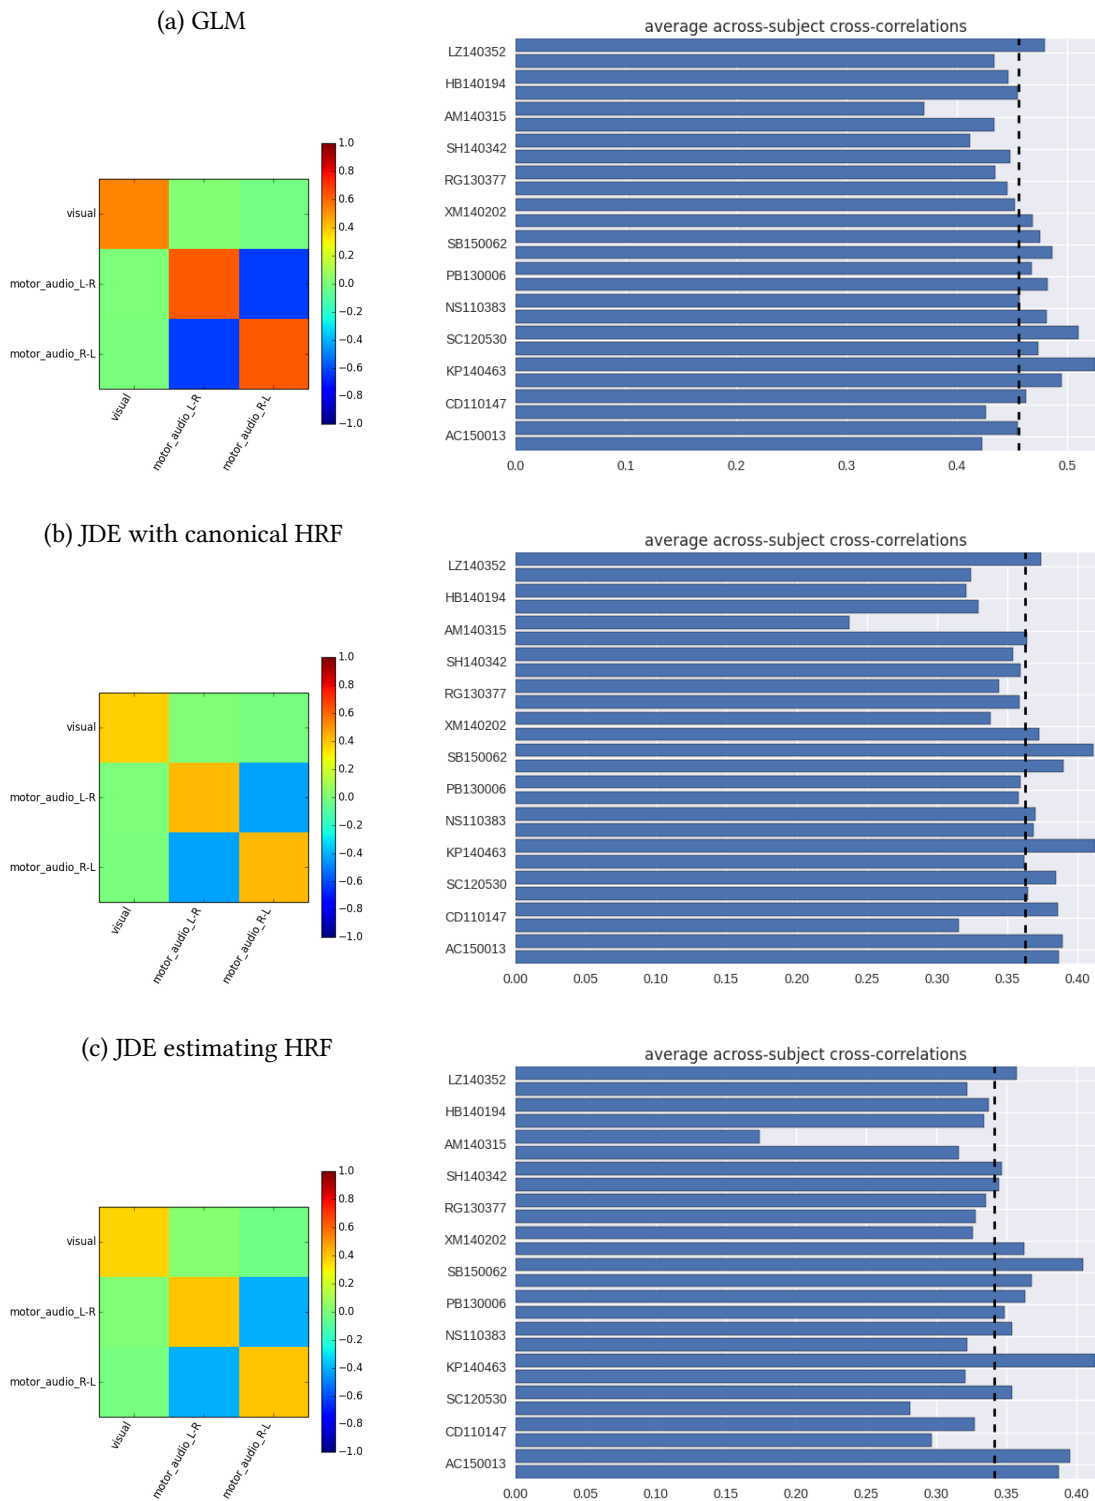 (a) GLM
average across-subject cross-correlations
LZ140352
HB140194
AM140315
SH140342
RG130377
XM140202
SB150062
PB130006
NS110383
SC120530
KP140463
CD110147
AC150013
0.0 0.1 0.2 0.3 0.4 0.5
visual
motor_audio_L-R
motor_audio_R-L
visual
motor_audio_L-R
motor_audio_R-L
1.0
0.8
0.6
0.4
0.2
0.0
−0.2
−0.4
−0.6
−0.8
−1.0
(b) JDE with canonical HRF
average across-subject cross-correlations
LZ140352
HB140194
AM140315
SH140342
RG130377
XM140202
SB150062
PB130006
NS110383
KP140463
SC120530
CD110147
AC150013
0.00 0.05 0.10 0.15 0.20 0.25 0.30 0.35 0.40
visual
motor_audio_L-R
motor_audio_R-L
visual
motor_audio_L-R
motor_audio_R-L
1.0
0.8
0.6
0.4
0.2
0.0
−0.2
−0.4
−0.6
−0.8
−1.0
(c) JDE estimating HRF
average across-subject cross-correlations
LZ140352
HB140194
AM140315
SH140342
RG130377
XM140202
SB150062
PB130006
NS110383
KP140463
SC120530
CD110147
AC150013
0.00 0.05 0.10 0.15 0.20 0.25 0.30 0.35 0.40
visual
motor_audio_L-R
motor_audio_R-L
visual
motor_audio_L-R
motor_audio_R-L
1.0
0.8
0.6
0.4
0.2
0.0
−0.2
−0.4
−0.6
−0.8
−1.0